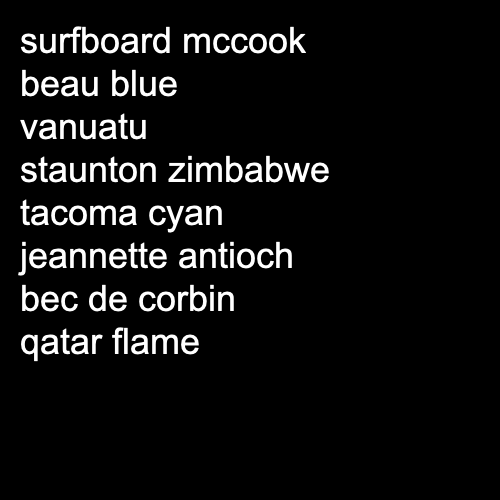 surfboard mccook
beau blue
vanuatu
staunton zimbabwe
tacoma cyan
jeannette antioch
bec de corbin
qatar flame